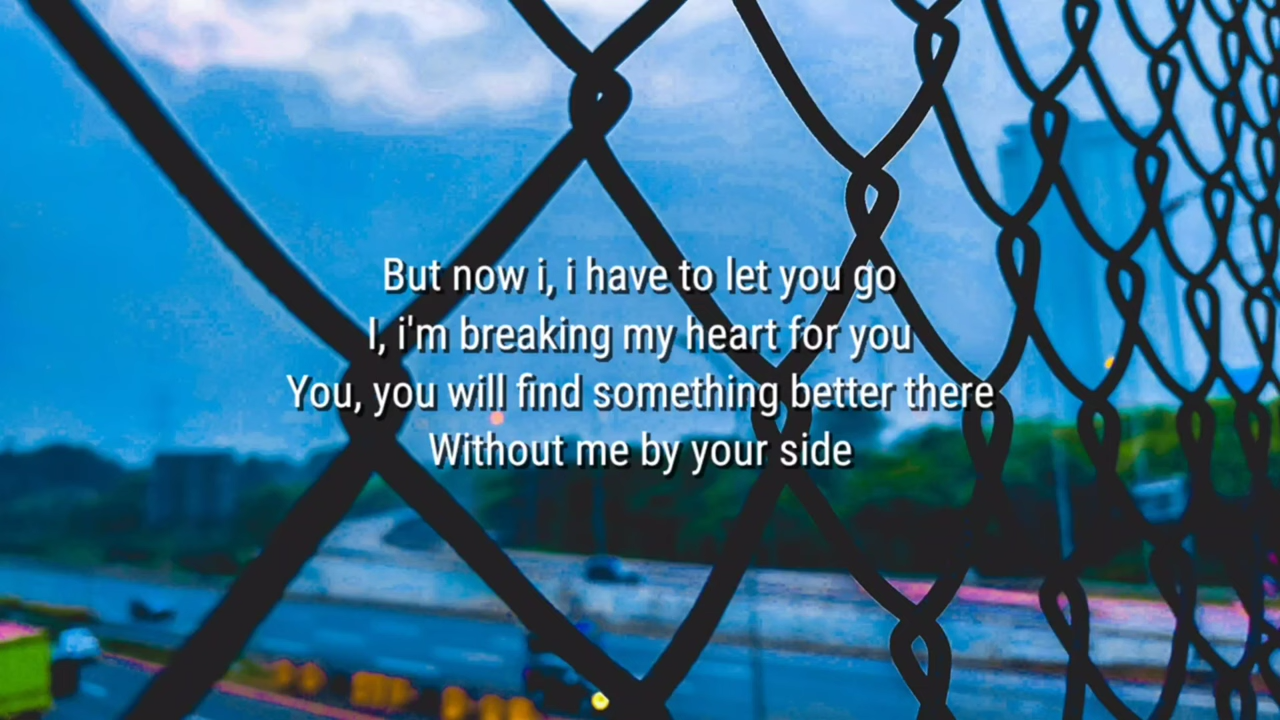 But now i, i have to let you go
I, i'm breaking my heart for you
You, you will find something better there
Without me by your side